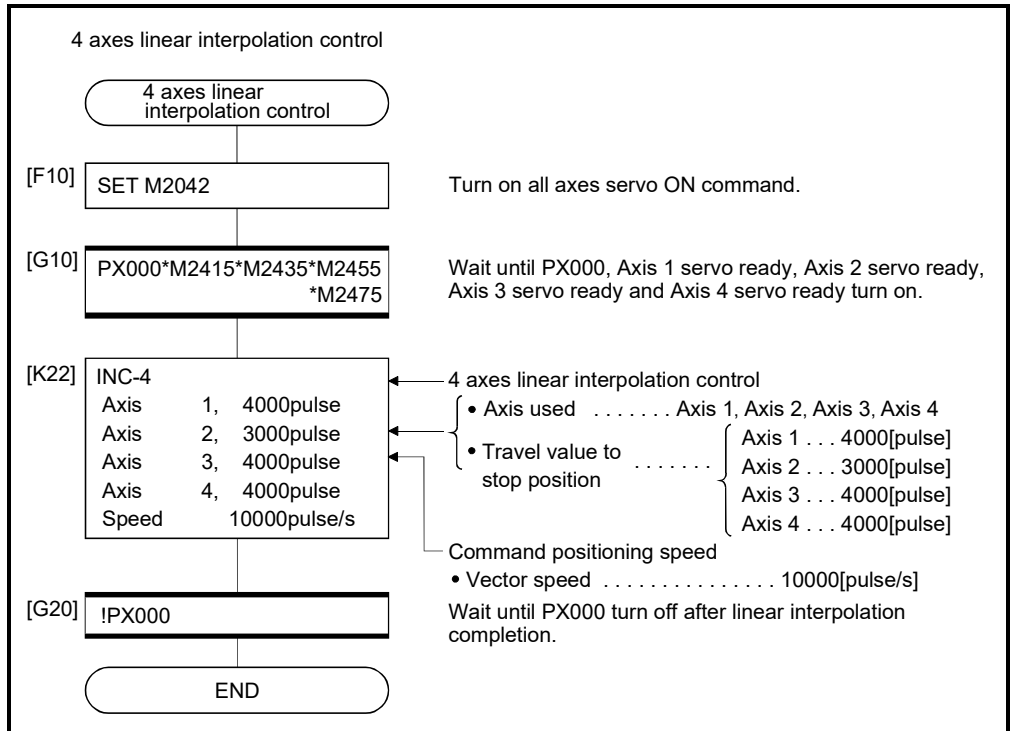 4 axes linear interpolation control
4 axes linear
interpolation control
[F10] SET M2042
Turn on all axes servo ON command.
[G10] PX000*M2415*M2435*M2455
*M2475
Wait until PX000, Axis 1 servo ready, Axis 2 servo ready,
Axis 3 servo ready and Axis 4 servo ready turn on.
[K22] INC-4
Axis 1, 4000pulse
Axis 2, 3000pulse
Axis 3, 4000pulse
Axis 4, 4000pulse
Speed 10000pulse/s
4 axes linear interpolation control
• Axis used . . . . . . . Axis 1, Axis 2, Axis 3, Axis 4
• Travel value to
stop position . . . . . . .
Axis 1 . . . 4000[pulse]
Axis 2 . . . 3000[pulse]
Axis 3 . . . 4000[pulse]
Axis 4 . . . 4000[pulse]
Command positioning speed
• Vector speed . . . . . . . . . . . . . . . 10000[pulse/s]
[G20] !PX000
Wait until PX000 turn off after linear interpolation
completion.
END